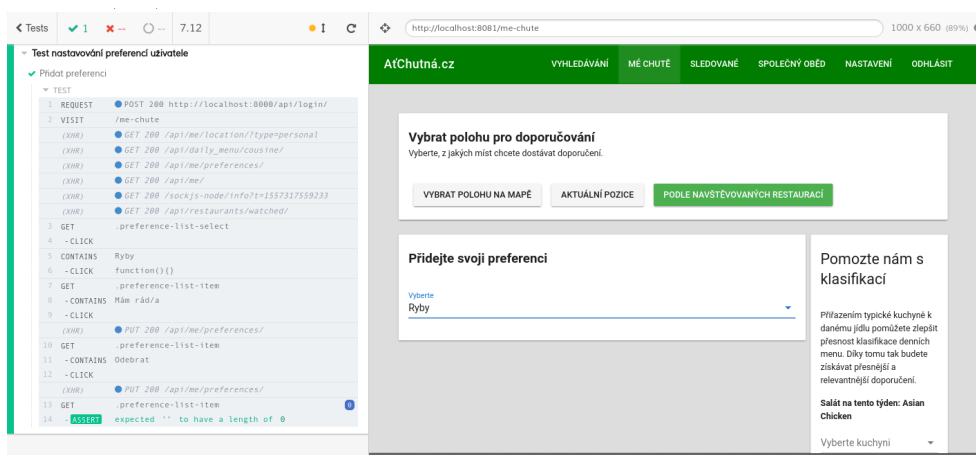 Tests 1 -- -- 7.12
http://localhost:8081/me-chute 1000 x 660 (89%)
Test nastavování preferencí uživatele
Přidat preferenci
TEST
1 REQUEST POST 200 http://localhost:8000/api/login/
2 VISIT /me-chute
(XHR) GET 200 /api/me/location/?type=personal
(XHR) GET 200 /api/daily_menu/cousine/
(XHR) GET 200 /api/me/preferences/
(XHR) GET 200 /api/me/
(XHR) GET 200 /sockjs-node/info?t=1557317559233
(XHR) GET 200 /api/restaurants/watched/
3 GET .preference-list-select
4 -CLICK
5 CONTAINS Ryby
6 -CLICK function(){}
7 GET .preference-list-item
8 -CONTAINS Mám rád/a
9 -CLICK
(XHR) PUT 200 /api/me/preferences/
10 GET .preference-list-item
11 -CONTAINS Odebrat
12 -CLICK
(XHR) PUT 200 /api/me/preferences/
13 GET .preference-list-item 0
14 -ASSERT expected '' to have a length of 0
AťChutná.cz VYHLEDÁVÁNÍ MÉ CHUTĚ SLEDOVANÉ SPOLEČNÝ OBĚD NASTAVENÍ ODHLÁSIT
Vybrat polohu pro doporučování
Vyberte, z jakých míst chcete dostávat doporučení.
VYBRAT POLOHU NA MAPĚ AKTUÁLNÍ POZICE PODLE NAVŠTĚVOVANÝCH RESTAURACÍ
Přidejte svoji preferenci
Vyberte
Ryby
Pomozte nám s
klasifikací
Přiřazením typické kuchyně k
danému jídlu pomůžete zlepšit
přesnost klasifikace denních
menu. Díky tomu tak budete
získávat přesnější a
relevantnější doporučení.
Salát na tento týden: Asian
Chicken
Vyberte kuchyni